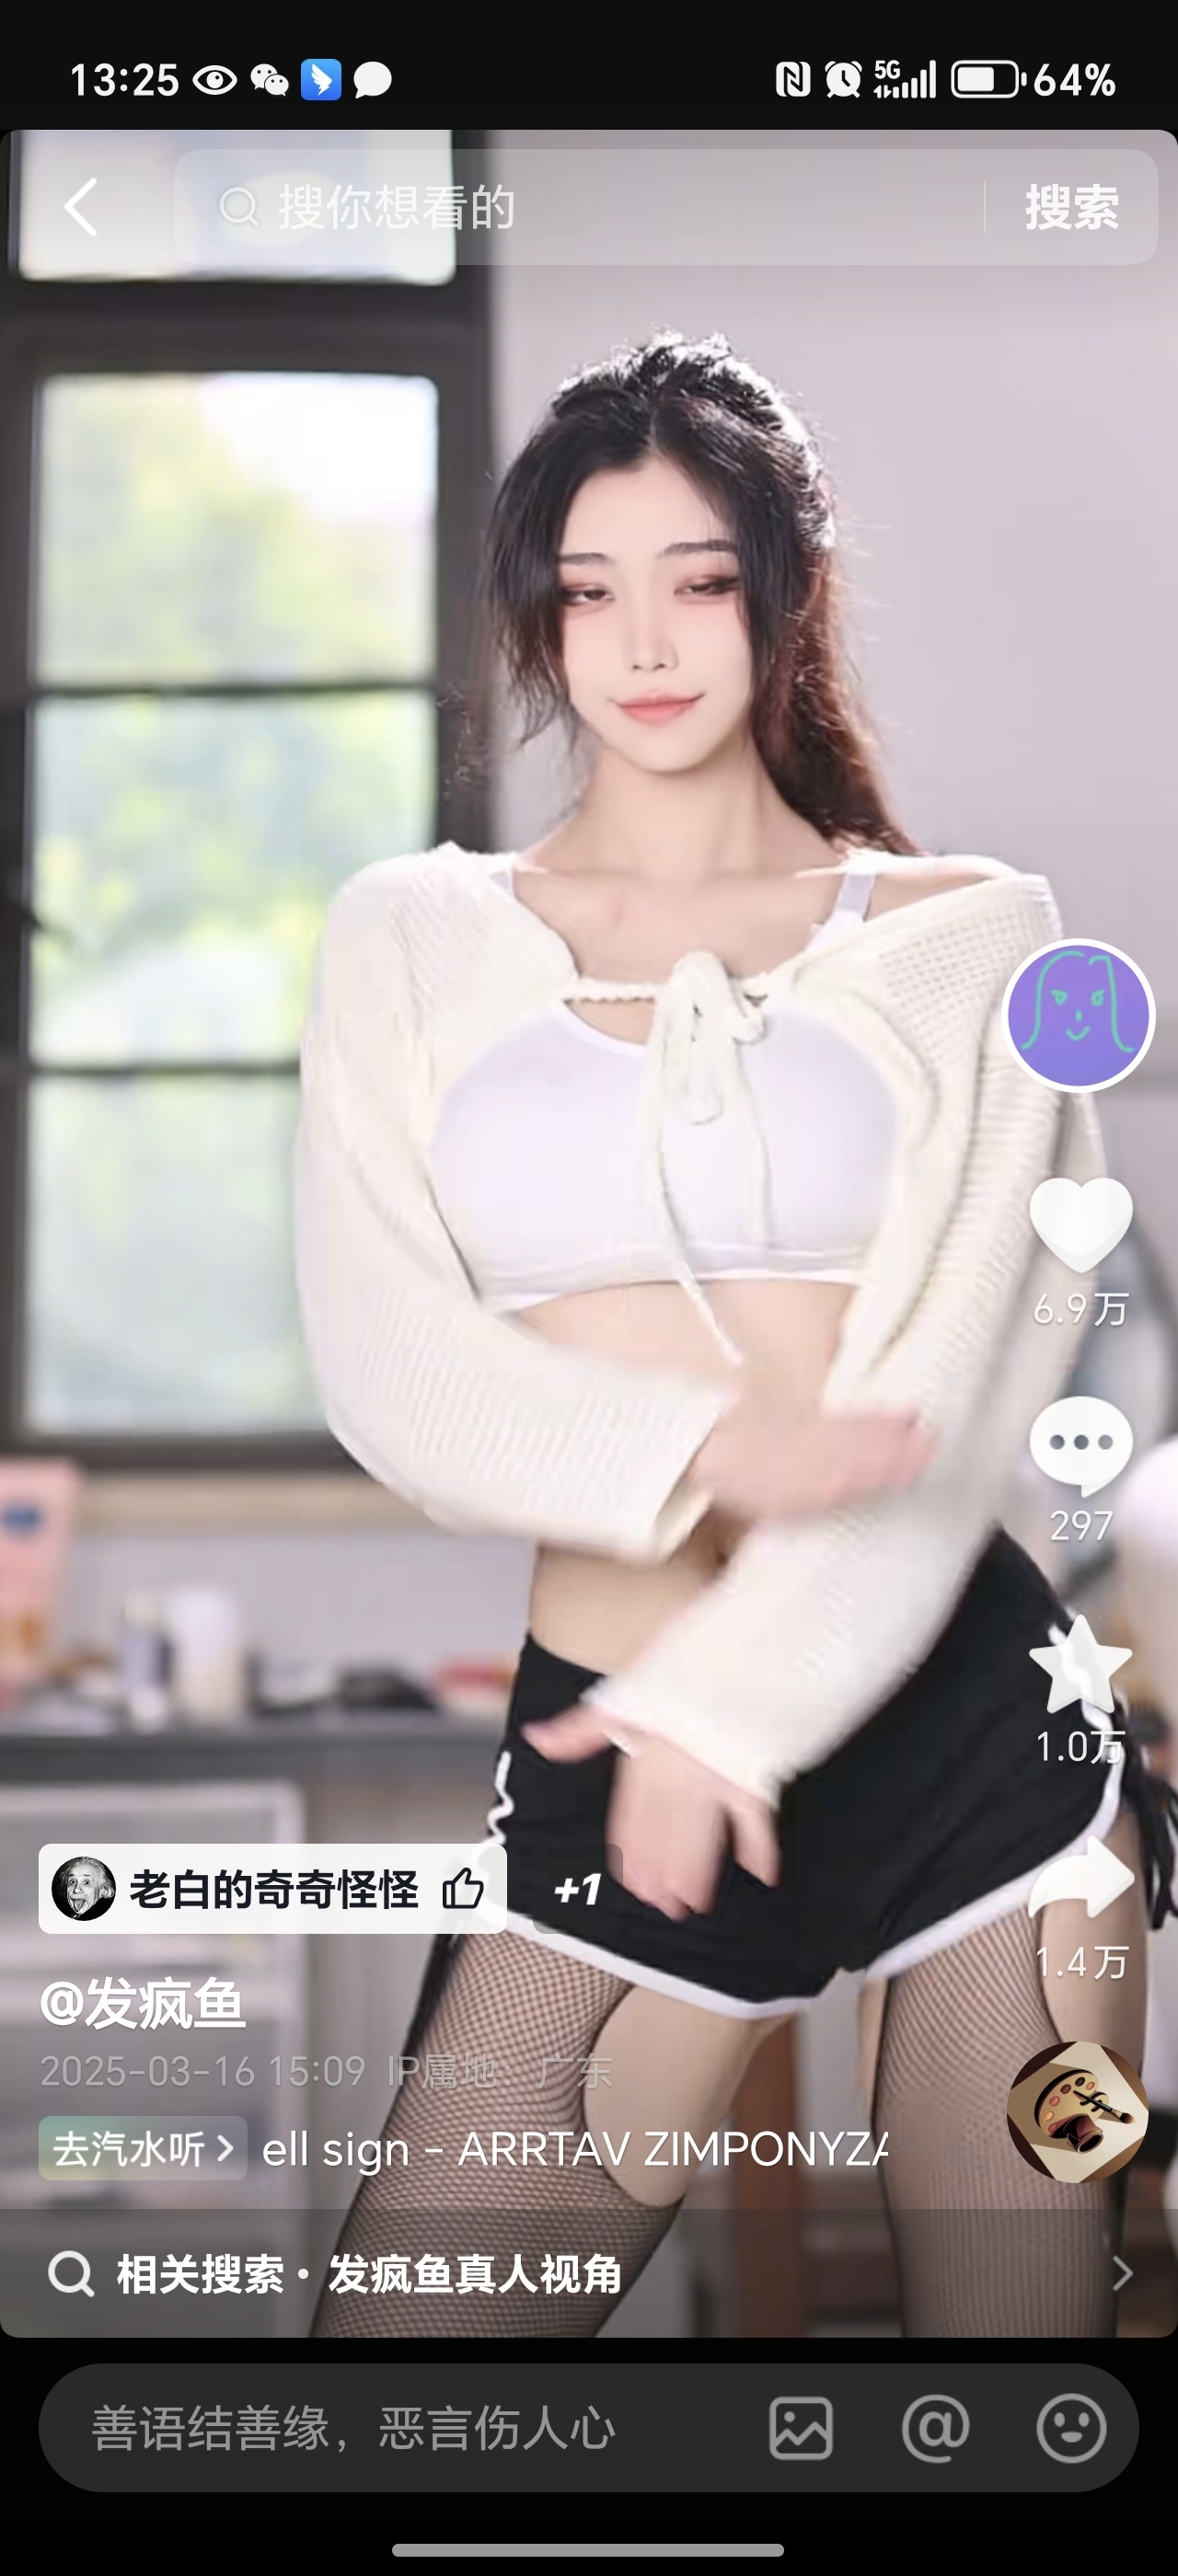 13:25
5G
64%
搜你想看的
搜索
6.9万
297
1.0万
老白的奇奇怪怪
+1
@发疯鱼
1.4万
2025-03-16 15:09 IP属地：广东
去汽水听
ell sign - ARRTAV ZIMPONYZA
相关搜索 · 发疯鱼真人视角
善语结善缘，恶言伤人心